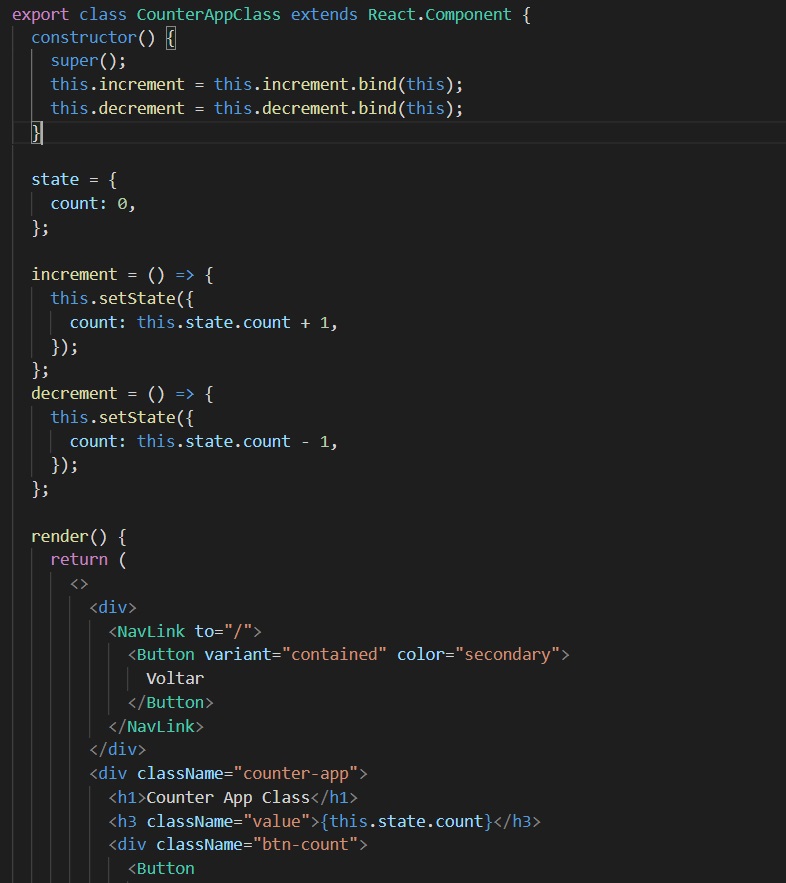 export class CounterAppClass extends React.Component {
constructor() {
super();
this.increment = this.increment.bind(this);
this.decrement = this.decrement.bind(this);
}
state = {
count: 0,
};
increment = () => {
this.setState({
count: this.state.count + 1,
});
};
decrement = () => {
this.setState({
count: this.state.count - 1,
});
};
render() {
return (
<>
<div>
<NavLink to="/">
<Button variant="contained" color="secondary">
Voltar
</Button>
</NavLink>
</div>
<div className="counter-app">
<h1>Counter App Class</h1>
<h3 className="value">{this.state.count}</h3>
<div className="btn-count">
<Button